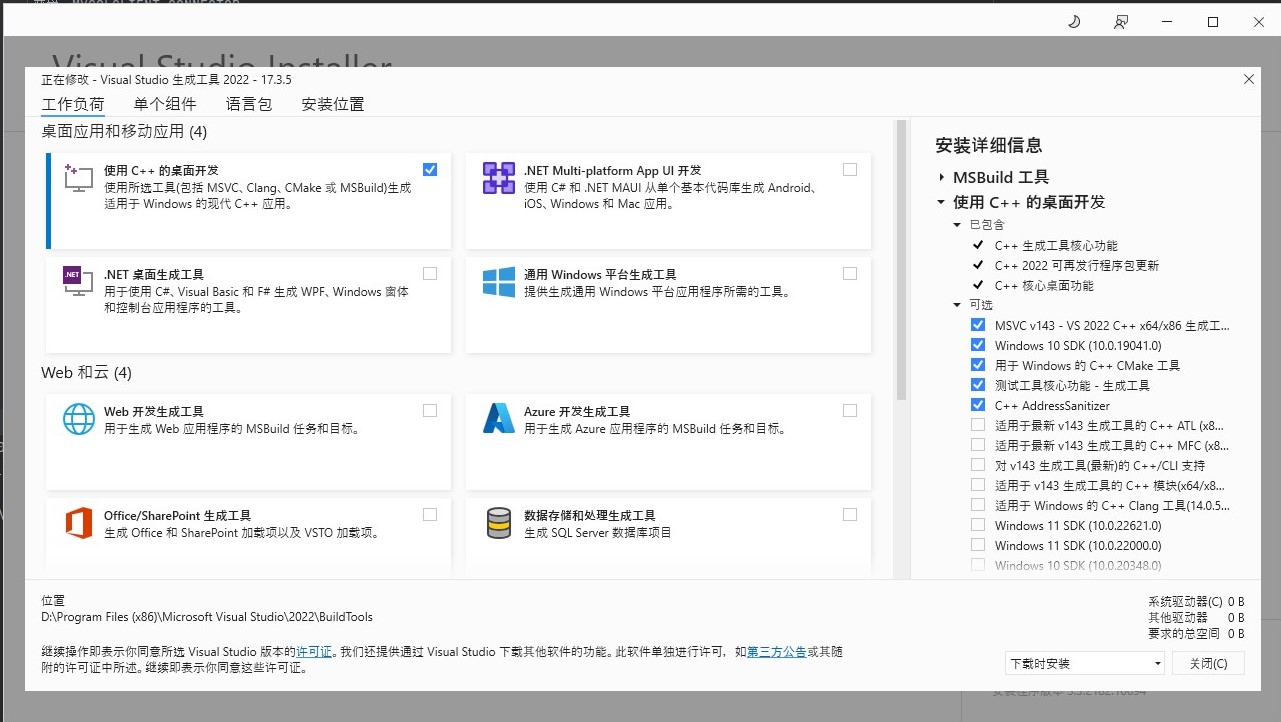 MYSQLCLIENT_CONNECTOR
Visual Studio Installer
正在修改 - Visual Studio 生成工具 2022 - 17.3.5
工作负荷 单个组件 语言包 安装位置
桌面应用和移动应用 (4)
使用 C++ 的桌面开发
使用所选工具(包括 MSVC、Clang、CMake 或 MSBuild)生成
适用于 Windows 的现代 C++ 应用。
.NET Multi-platform App UI 开发
使用 C# 和 .NET MAUI 从单个基本代码库生成 Android、
iOS、Windows 和 Mac 应用。
.NET
.NET 桌面生成工具
用于使用 C#、Visual Basic 和 F# 生成 WPF、Windows 窗体
和控制台应用程序的工具。
通用 Windows 平台生成工具
提供生成通用 Windows 平台应用程序所需的工具。
Web 和云 (4)
Web 开发生成工具
用于生成 Web 应用程序的 MSBuild 任务和目标。
Azure 开发生成工具
用于生成 Azure 应用程序的 MSBuild 任务和目标。
Office/SharePoint 生成工具
生成 Office 和 SharePoint 加载项以及 VSTO 加载项。
数据存储和处理生成工具
生成 SQL Server 数据库项目
安装详细信息
MSBuild 工具
使用 C++ 的桌面开发
已包含
C++ 生成工具核心功能
C++ 2022 可再发行程序包更新
C++ 核心桌面功能
可选
MSVC v143 - VS 2022 C++ x64/x86 生成工...
Windows 10 SDK (10.0.19041.0)
用于 Windows 的 C++ CMake 工具
测试工具核心功能 - 生成工具
C++ AddressSanitizer
适用于最新 v143 生成工具的 C++ ATL (x8...
适用于最新 v143 生成工具的 C++ MFC (x8...
对 v143 生成工具(最新)的 C++/CLI 支持
适用于 v143 生成工具的 C++ 模块(x64/x8...
适用于 Windows 的 C++ Clang 工具(14.0.5...
Windows 11 SDK (10.0.22621.0)
Windows 11 SDK (10.0.22000.0)
Windows 10 SDK (10.0.20348.0)
位置
D:\Program Files (x86)\Microsoft Visual Studio\2022\BuildTools
系统驱动器(C) 0 B
其他驱动器 0 B
要求的总空间 0 B
继续操作即表示你同意所选 Visual Studio 版本的许可证。我们还提供通过 Visual Studio 下载其他软件的功能。此软件单独进行许可，如第三方公告或其随
附的许可证中所述。继续即表示你同意这些许可证。
下载时安装 关闭(C)
安装程序版本 3.3.2182.10694